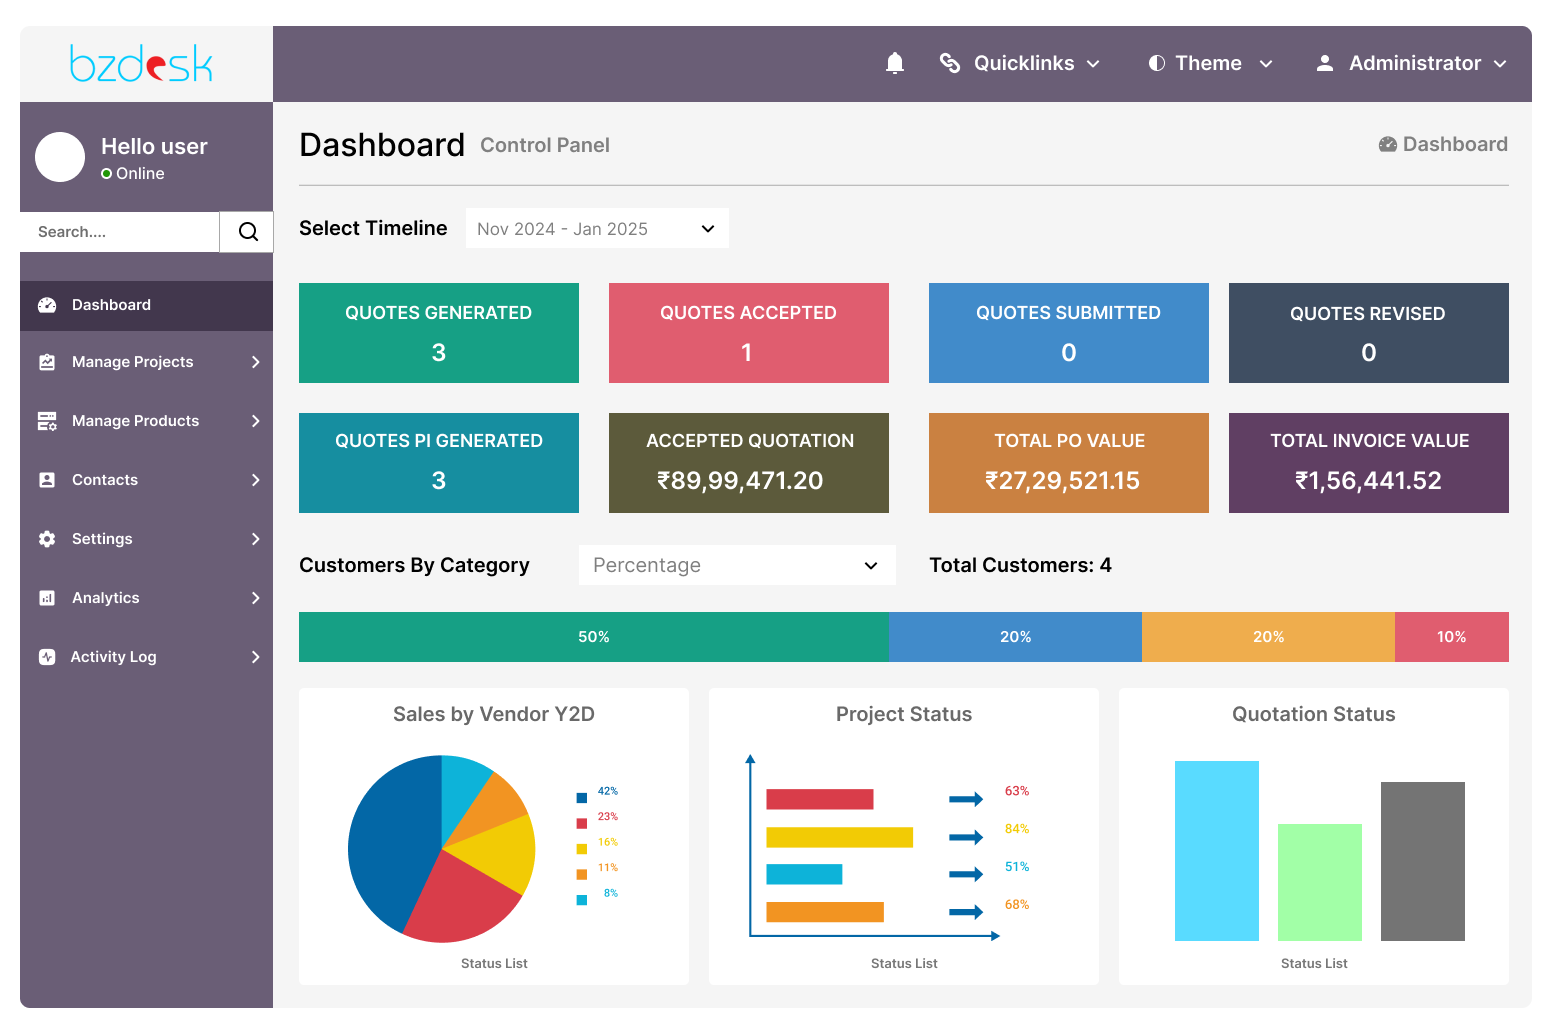 bzdesk
Quicklinks
Theme
Administrator
Hello user
Online
Search....
Dashboard
Manage Projects
Manage Products
Contacts
Settings
Analytics
Activity Log
Dashboard Control Panel
Dashboard
Select Timeline
Nov 2024 - Jan 2025
QUOTES GENERATED
3
QUOTES ACCEPTED
1
QUOTES SUBMITTED
0
QUOTES REVISED
0
QUOTES PI GENERATED
3
ACCEPTED QUOTATION
₹89,99,471.20
TOTAL PO VALUE
₹27,29,521.15
TOTAL INVOICE VALUE
₹1,56,441.52
Customers By Category
Percentage
Total Customers: 4
50%
20%
20%
10%
Sales by Vendor Y2D
42%
23%
16%
11%
8%
Status List
Project Status
63%
84%
51%
68%
Status List
Quotation Status
Status List